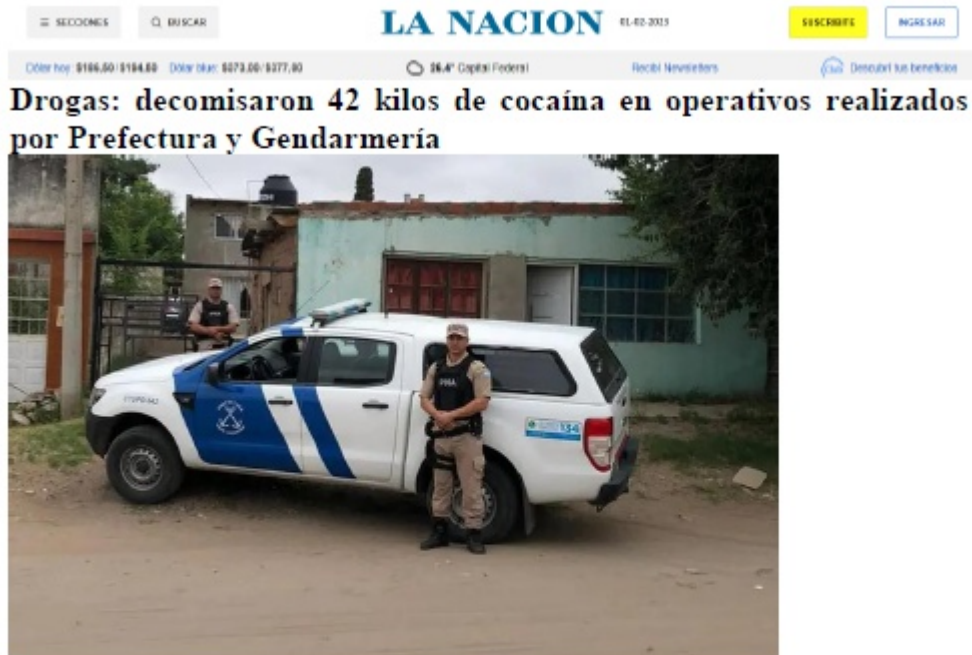 ≡ SECCIONES BUSCAR LA NACION 01-02-2023 SUSCRIBITE INGRESAR
Dólar hoy: $186,50/$194,50 Dólar blue: $373,00/$377,00 26.4° Capital Federal Recibí Newsletters Club Descubrí tus beneficios
Drogas: decomisaron 42 kilos de cocaína en operativos realizados
por Prefectura y Gendarmería
PNA
134